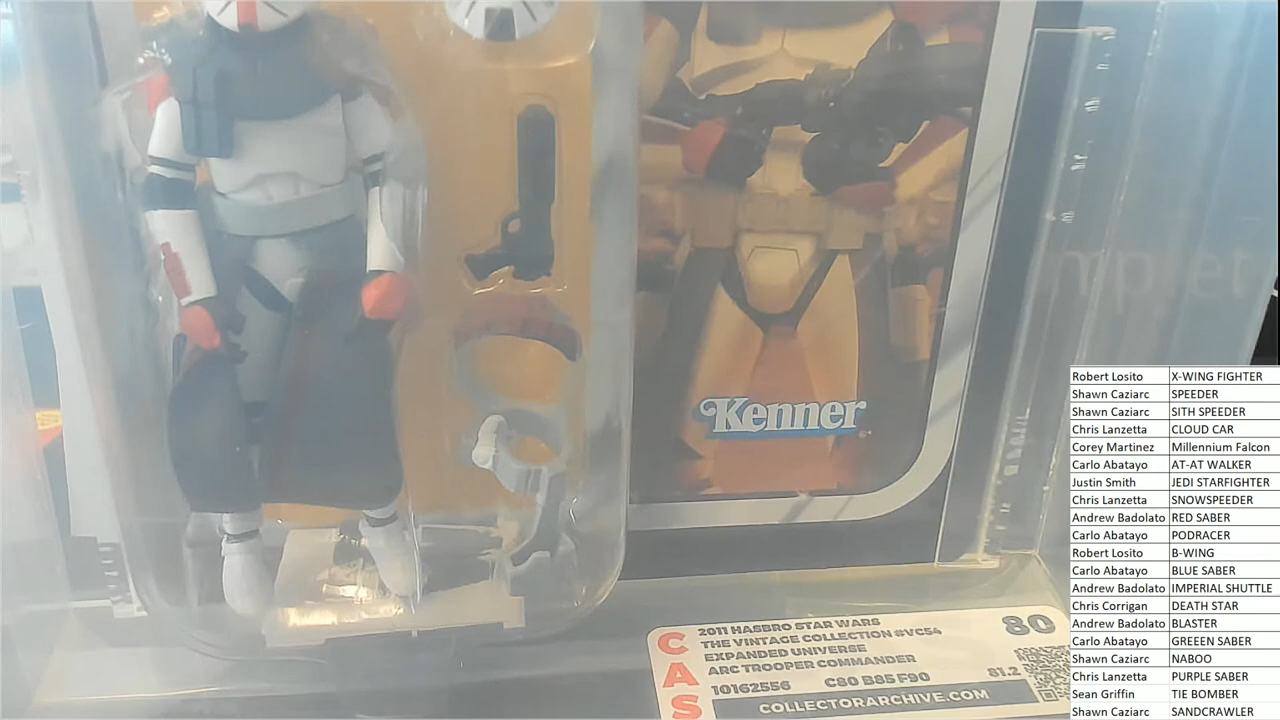 Kenner
CAS
2011 HASBRO STAR WARS
THE VINTAGE COLLECTION #VC54
EXPANDED UNIVERSE
ARC TROOPER COMMANDER
10162556 C80 B85 F90 81.2
80
COLLECTORARCHIVE.COM
Robert Losito X-WING FIGHTER
Shawn Caziarc SPEEDER
Shawn Caziarc SITH SPEEDER
Chris Lanzetta CLOUD CAR
Corey Martinez Millennium Falcon
Carlo Abatayo AT-AT WALKER
Justin Smith JEDI STARFIGHTER
Chris Lanzetta SNOWSPEEDER
Andrew Badolato RED SABER
Carlo Abatayo PODRACER
Robert Losito B-WING
Carlo Abatayo BLUE SABER
Andrew Badolato IMPERIAL SHUTTLE
Chris Corrigan DEATH STAR
Andrew Badolato BLASTER
Carlo Abatayo GREEEN SABER
Shawn Caziarc NABOO
Chris Lanzetta PURPLE SABER
Sean Griffin TIE BOMBER
Shawn Caziarc SANDCRAWLER